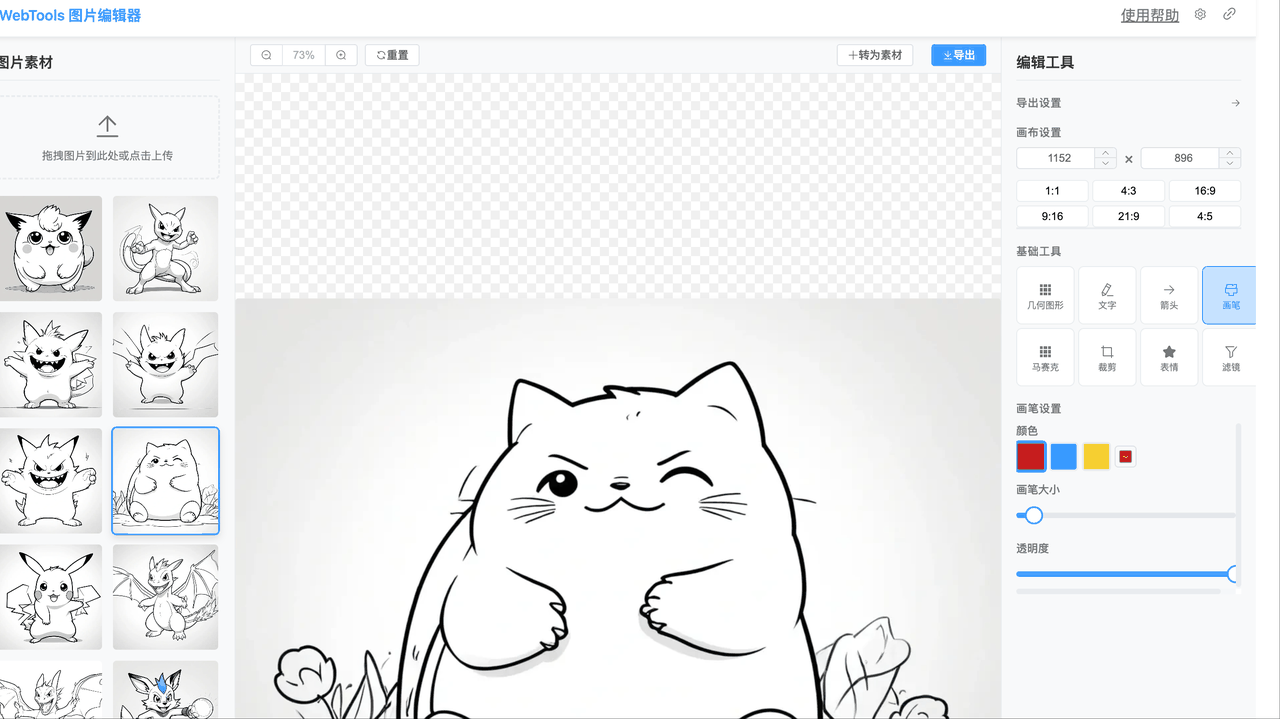 WebTools 图片编辑器
使用帮助
图片素材
拖拽图片到此处或点击上传
73%
重置
转为素材
导出
编辑工具
导出设置
画布设置
1152 × 896
1:1 4:3 16:9
9:16 21:9 4:5
基础工具
几何图形 文字 箭头 画笔
马赛克 裁剪 表情 滤镜
画笔设置
颜色
画笔大小
透明度